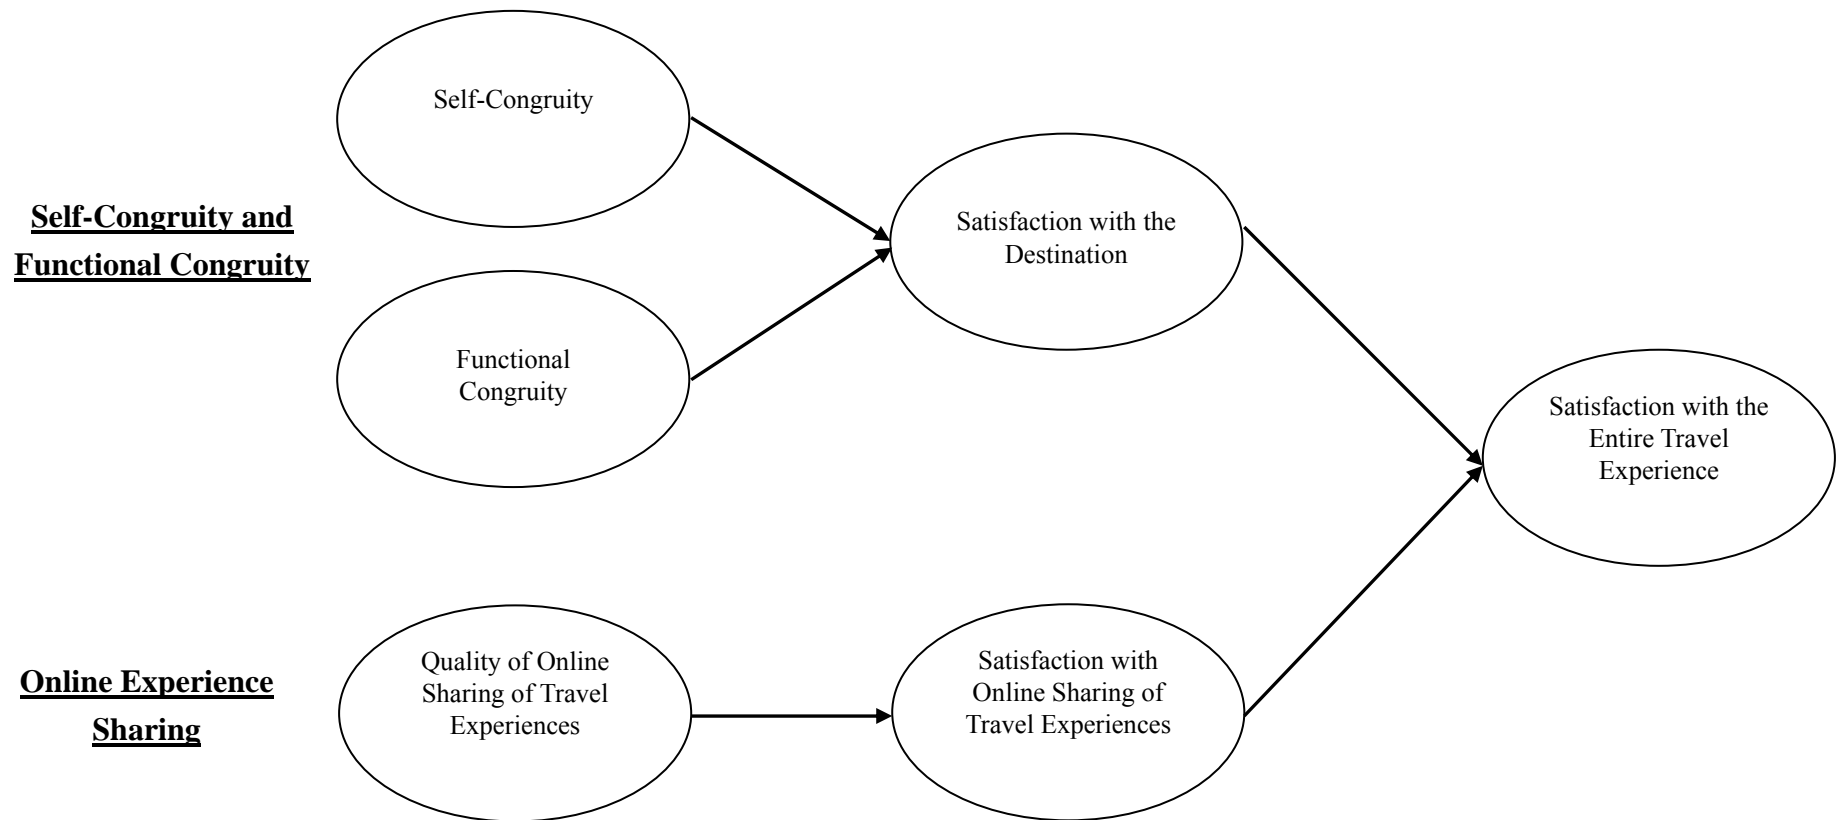 Self-Congruity
Self-Congruity and
Functional Congruity
Satisfaction with the
Destination
Functional
Congruity
Satisfaction with the
Entire Travel
Experience
Online Experience
Sharing
Quality of Online
Sharing of Travel
Experiences
Satisfaction with
Online Sharing of
Travel Experiences